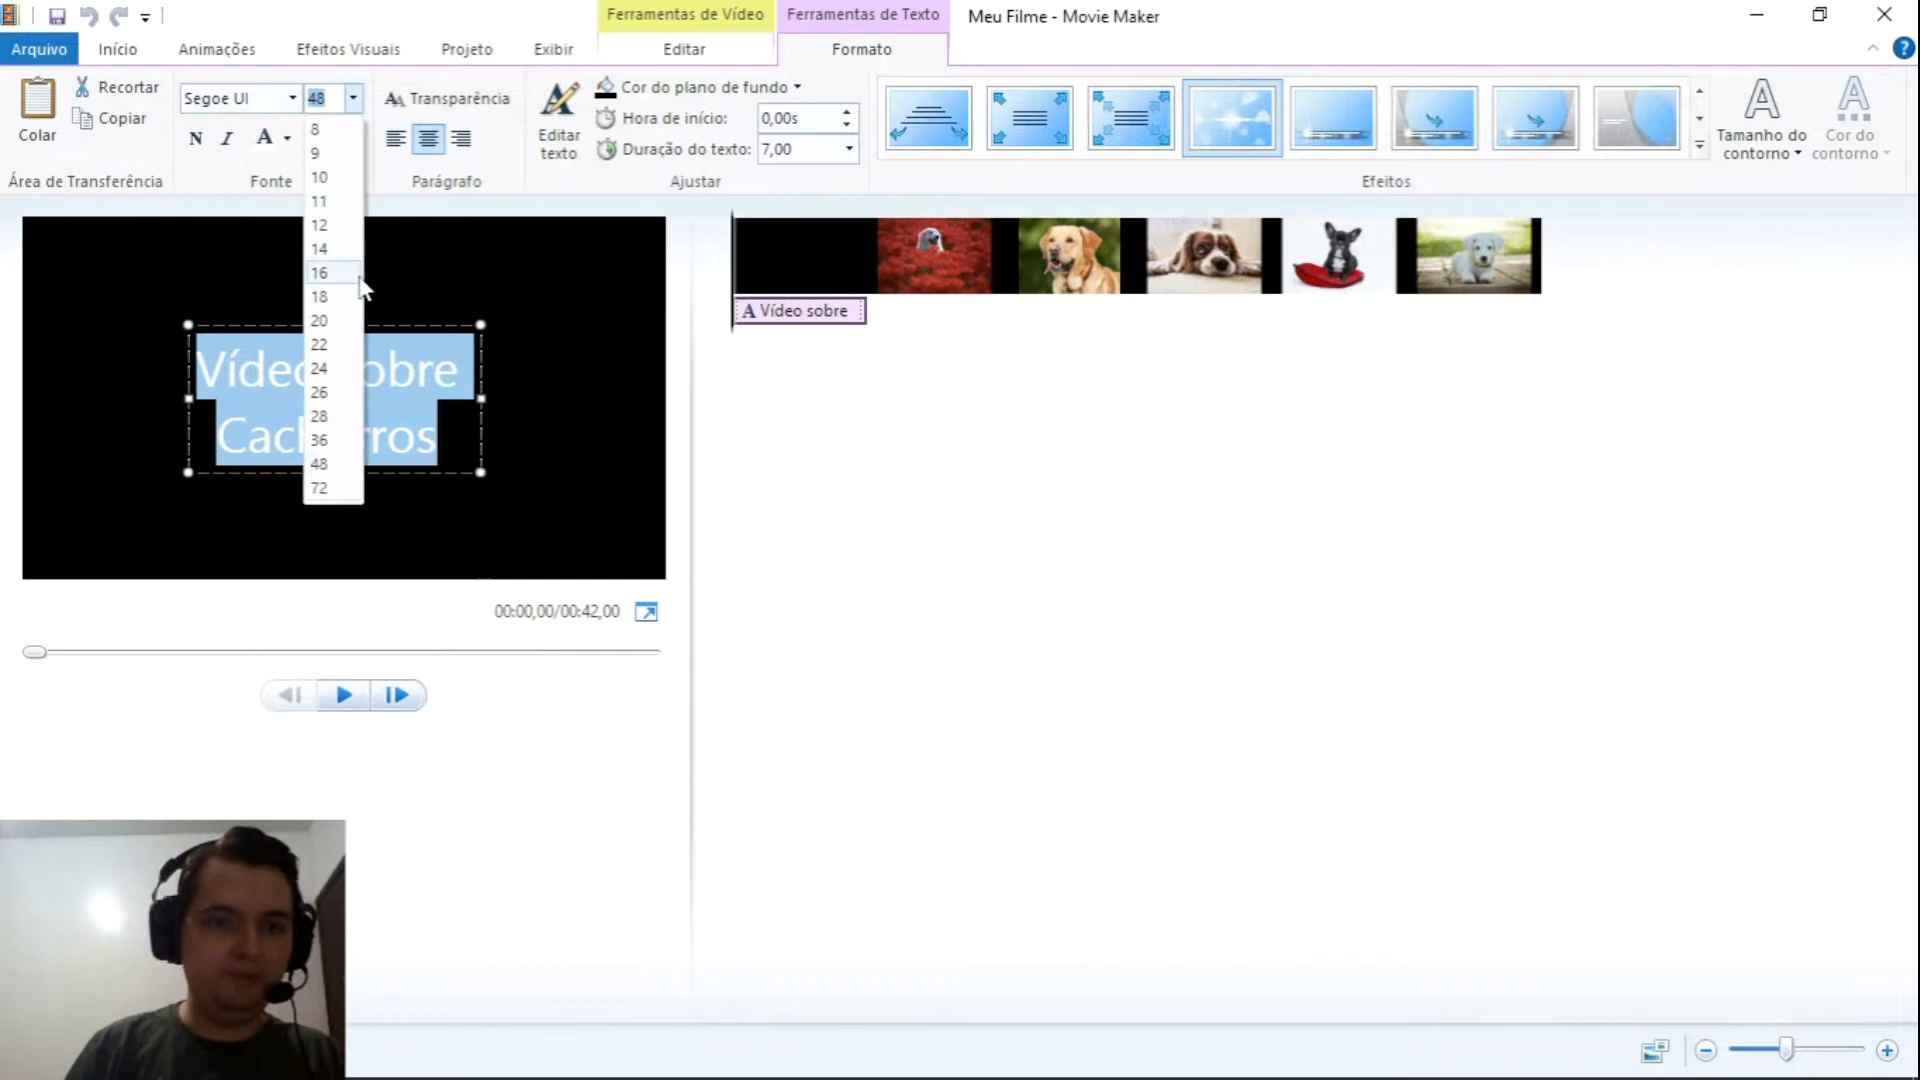 Ferramentas de Vídeo
Ferramentas de Texto
Meu Filme - Movie Maker
Arquivo
Início
Animações
Efeitos Visuais
Projeto
Exibir
Editar
Formato
Colar
Recortar
Copiar
Área de Transferência
Segoe UI
48
N I A
Fonte
Transparência
Parágrafo
Editar
texto
Cor do plano de fundo
Hora de início: 0,00s
Duração do texto: 7,00
Ajustar
Efeitos
Tamanho do
contorno
Cor do
contorno
8
9
10
11
12
14
16
18
20
22
24
26
28
36
48
72
A Vídeo sobre
00:00,00/00:42,00